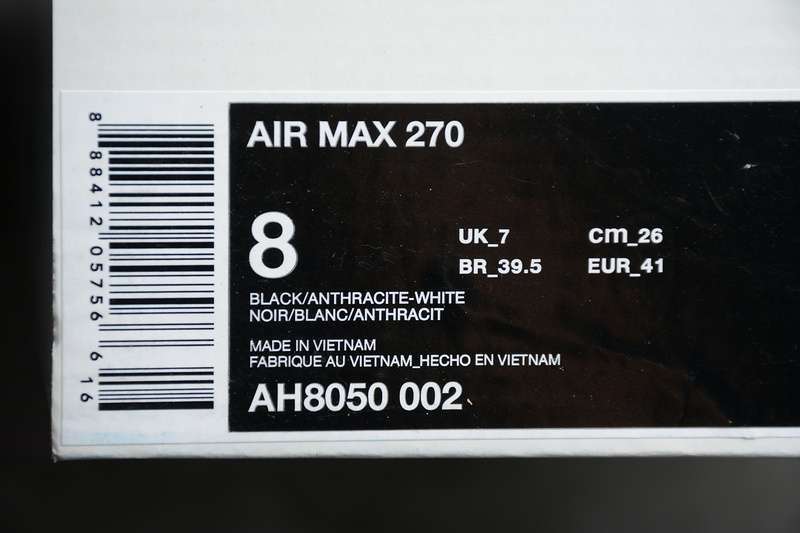 AIR MAX 270
8
UK_7 cm_26
BR_39.5 EUR_41
BLACK/ANTHRACITE-WHITE
NOIR/BLANC/ANTHRACIT
MADE IN VIETNAM
FABRIQUE AU VIETNAM_HECHO EN VIETNAM
AH8050 002
8 88412 05756 6 16